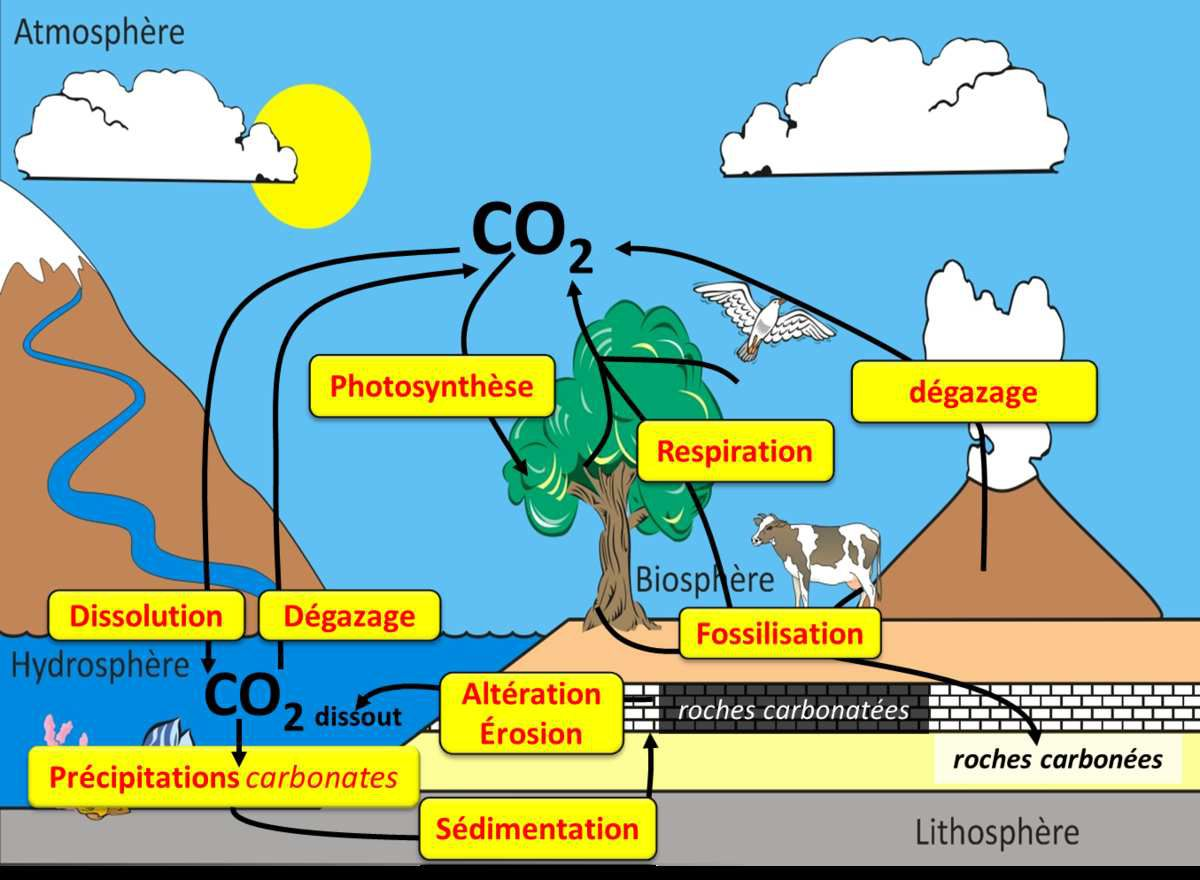 Atmosphère
CO₂
Photosynthèse
dégazage
Respiration
Biosphère
Dissolution
Dégazage
Fossilisation
Hydrosphère
CO₂ dissout
Altération
Érosion
roches carbonatées
roches carbonées
Précipitations carbonates
Sédimentation
Lithosphère